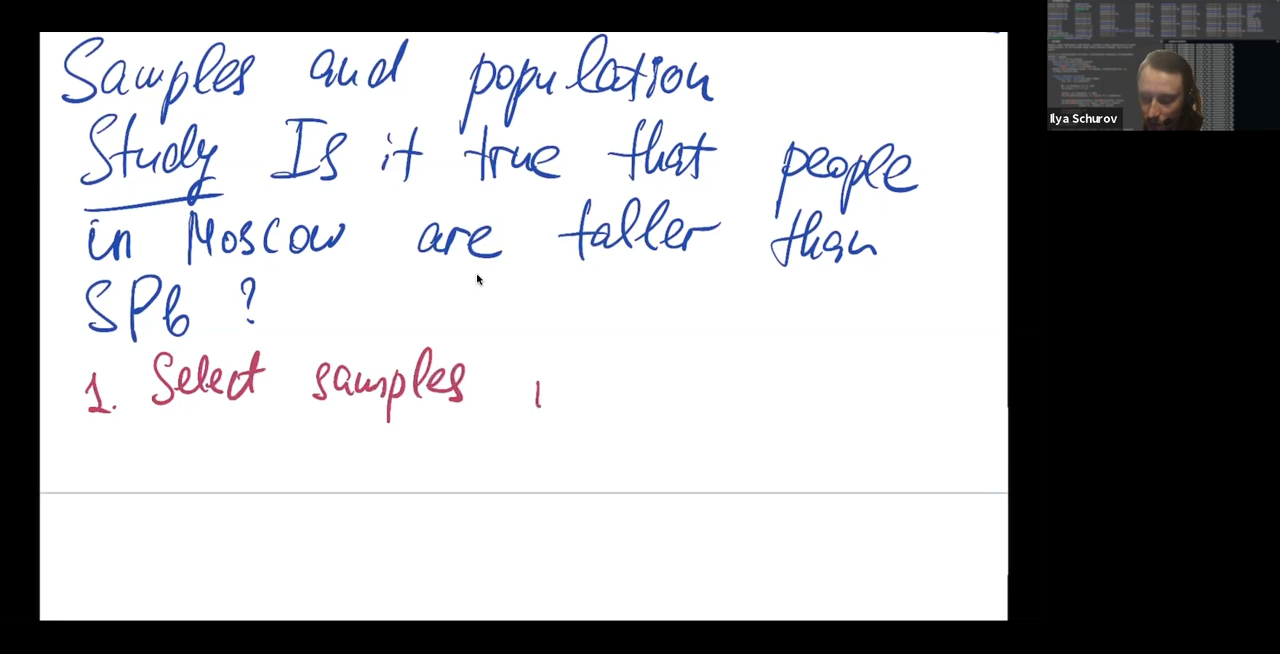 Samples and population
Study Is it true that people
in Moscow are taller than
SPb ?
1. Select samples
Ilya Schurov